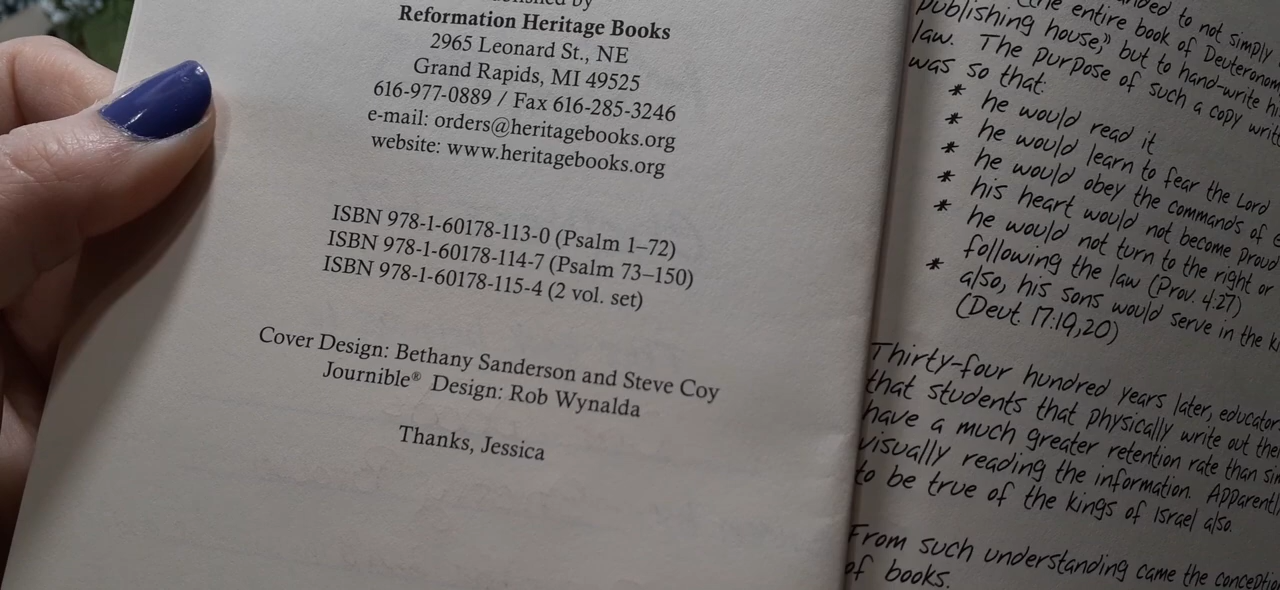 by
Reformation Heritage Books
2965 Leonard St., NE
Grand Rapids, MI 49525
616-977-0889 / Fax 616-285-3246
e-mail: orders@heritagebooks.org
website: www.heritagebooks.org
ISBN 978-1-60178-113-0 (Psalm 1–72)
ISBN 978-1-60178-114-7 (Psalm 73–150)
ISBN 978-1-60178-115-4 (2 vol. set)
Cover Design: Bethany Sanderson and Steve Coy
Journible® Design: Rob Wynalda
Thanks, Jessica
to not simply
entire book of Deuteronom
publishing house," but to hand-write his
law. The purpose of such a copy
was so that:
* he would read it
* he would learn to fear the Lord
* he would obey the commands of
* his heart would not become proud
* he would not turn to the right or
following the law (Prov. 4:27)
* also, his sons would serve in the
(Deut. 17:19,20)
Thirty-four hundred years later, educator
that students that physically write out
have a much greater retention rate than
visually reading the information. Apparently
to be true of the kings of Israel also.
From such understanding came the conception
of books.